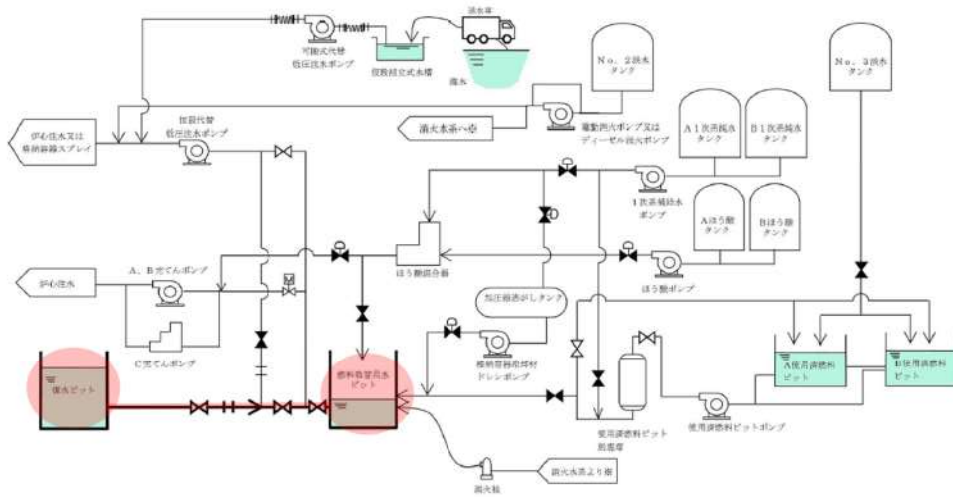 淡水車
可搬式代替
低圧注水ポンプ
仮設組立式水槽
海水
No. 2淡水
タンク
No. 3淡水
タンク
恒設代替
低圧注水ポンプ
炉心注水又は
格納容器スプレイ
消火水系へ※
電動消火ポンプ又は
ディーゼル消火ポンプ
A1次系純水
タンク
B1次系純水
タンク
1次系補給水
ポンプ
Aほう酸
タンク
Bほう酸
タンク
ほう酸混合器
ほう酸ポンプ
炉心注水
A、B充てんポンプ
C充てんポンプ
加圧器逃がしタンク
格納容器冷却材
ドレンポンプ
復水ピット
燃料取替用水
ピット
使用済燃料ピット
脱塩塔
使用済燃料ピットポンプ
A使用済燃料
ピット
B使用済燃料
ピット
消火栓
消火水系より※